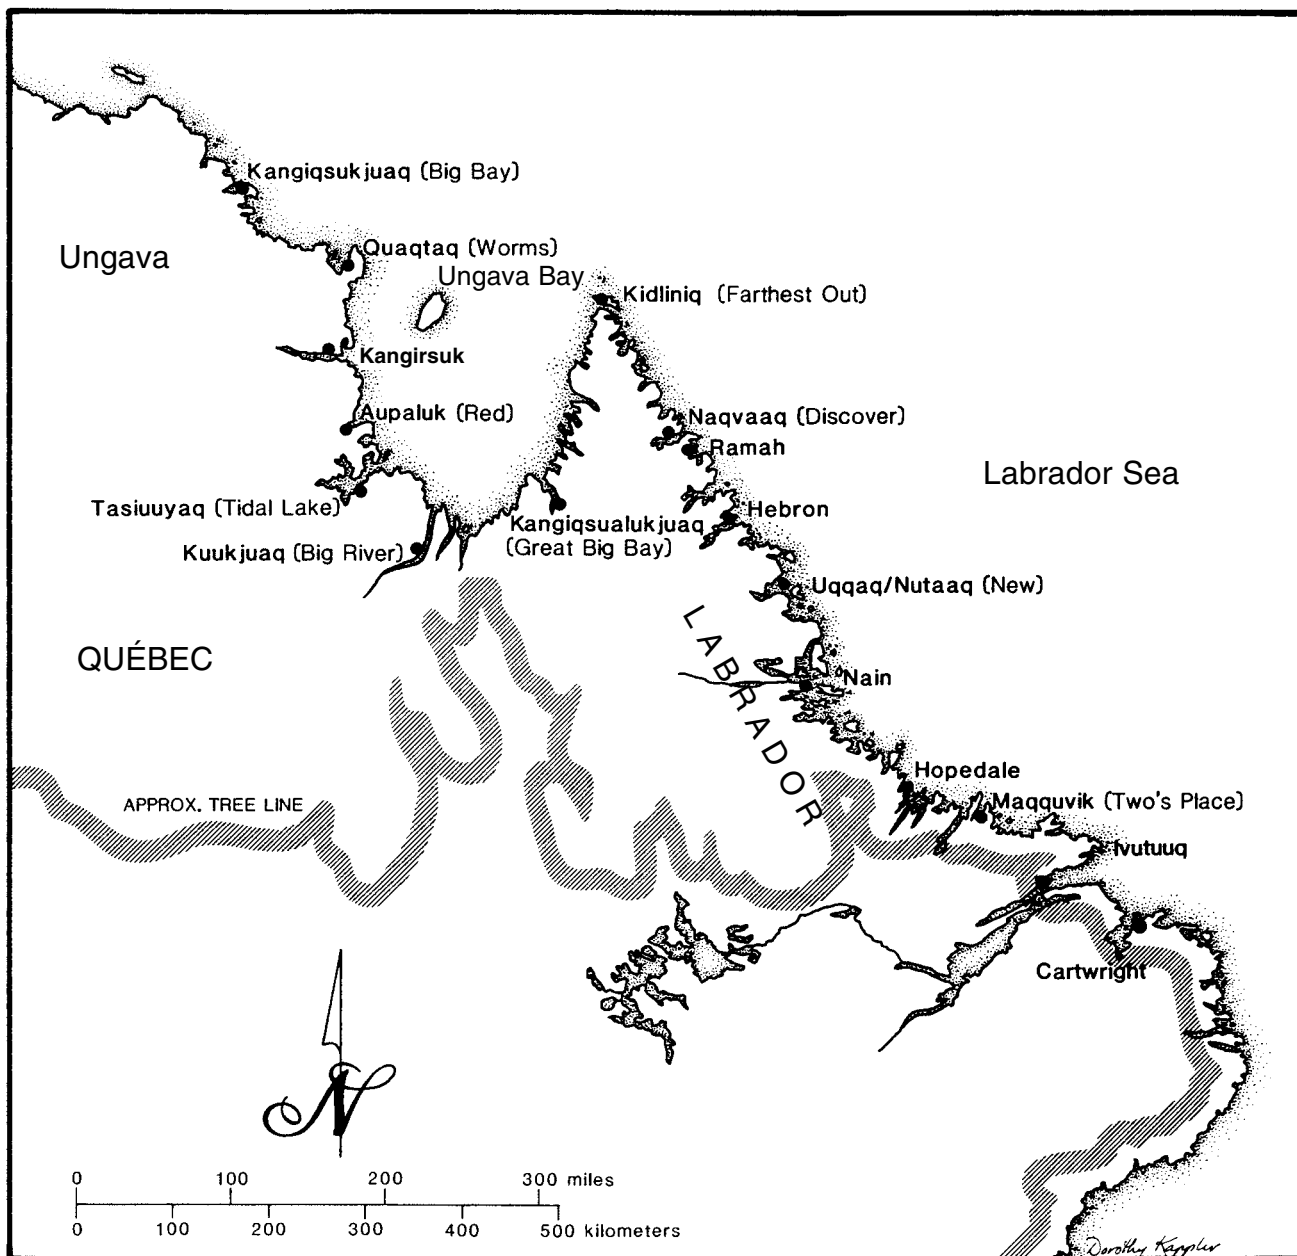 Kangiqsukjuaq (Big Bay)
Ungava
Quaqtaq (Worms)
Ungava Bay
Kidliniq (Farthest Out)
Kangirsuk
Aupaluk (Red)
Naqvaaq (Discover)
Ramah
Labrador Sea
Tasiuuyaq (Tidal Lake)
Hebron
Kangiqsualukjuaq
(Great Big Bay)
Kuukjuaq (Big River)
Uqqaq/Nutaaq (New)
LABRADOR
QUÉBEC
Nain
Hopedale
APPROX. TREE LINE
Maqquvik (Two's Place)
Ivutuuq
Cartwright
N
0 100 200 300 miles
0 100 200 300 400 500 kilometers
Dorothy Kappler